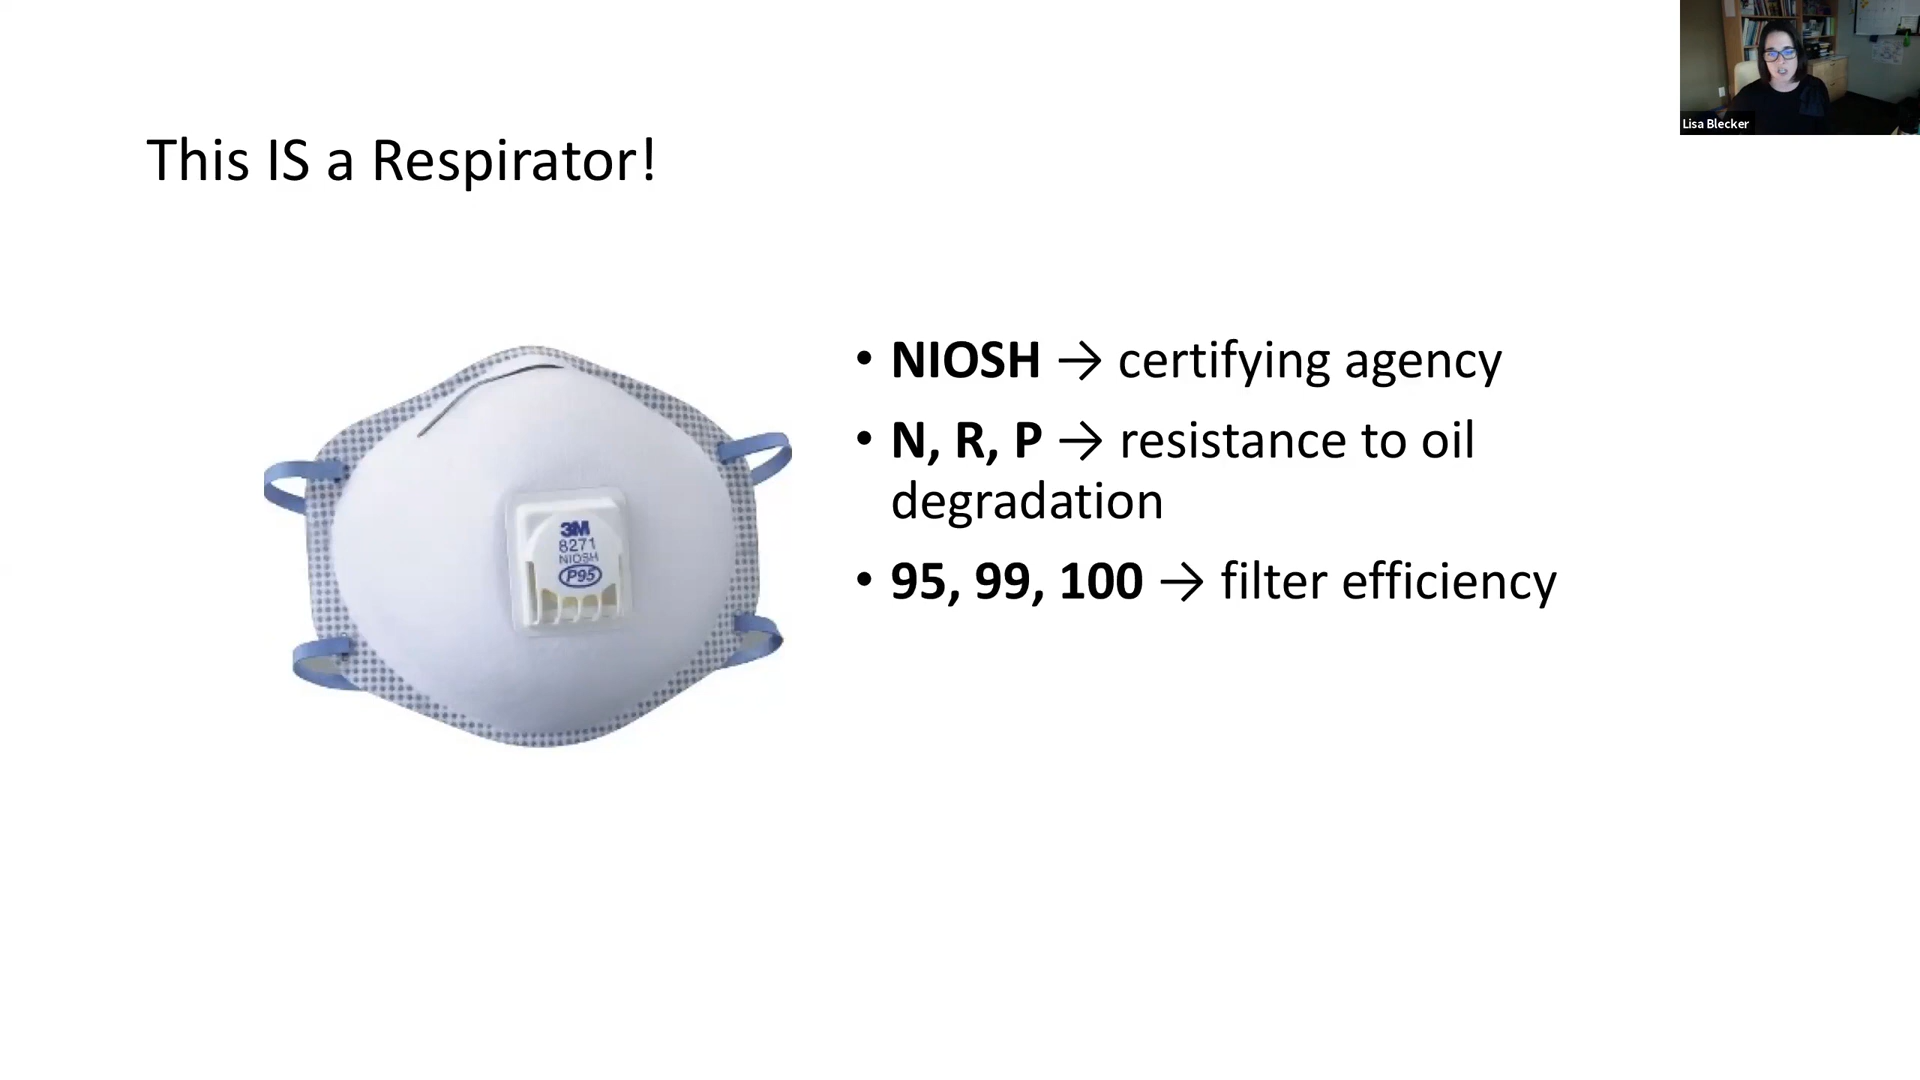 Lisa Blecker
This IS a Respirator!
3M
8271
NIOSH
P95
• NIOSH → certifying agency
• N, R, P → resistance to oil
degradation
• 95, 99, 100 → filter efficiency